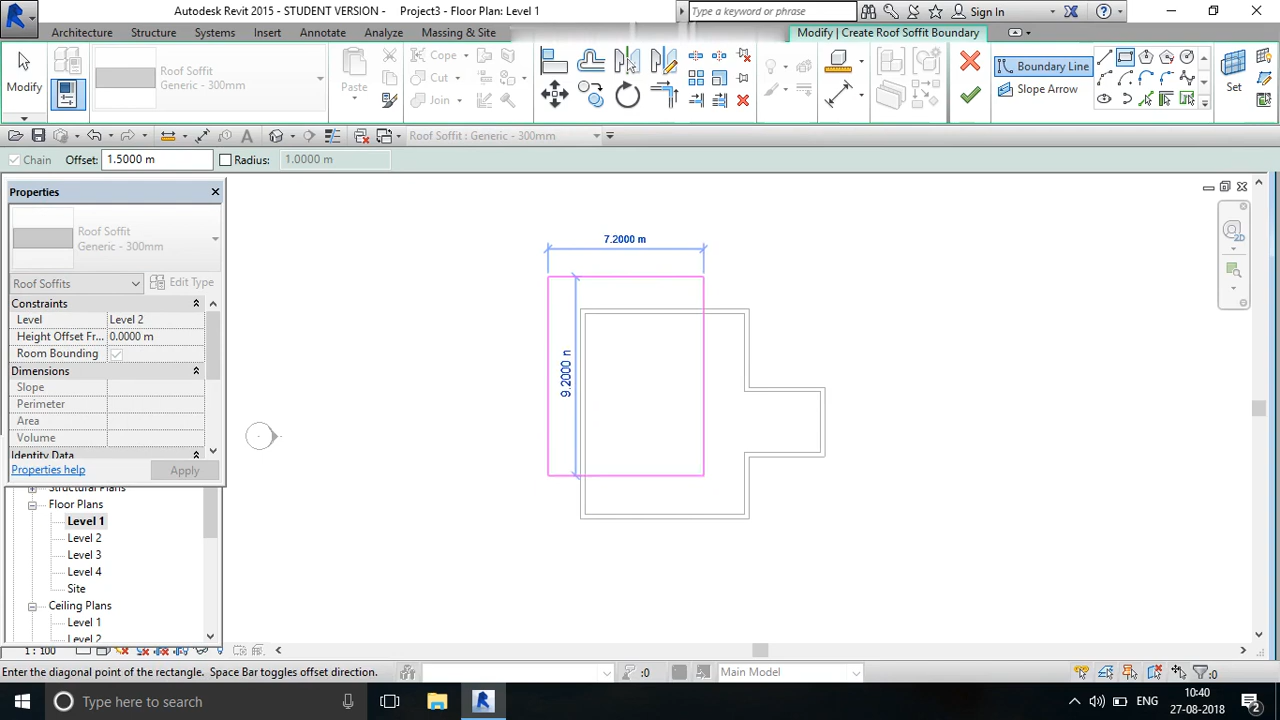 Autodesk Revit 2015 - STUDENT VERSION - Project3 - Floor Plan: Level 1
Type a keyword or phrase
Sign In
Architecture Structure Systems Insert Annotate Analyze Massing & Site Modify | Create Roof Soffit Boundary
Modify
Roof Soffit
Roof Soffit
Paste
Cope
Cut
Join
Boundary Line
Slope Arrow
Set
Roof Soffit : Generic - 300mm
Chain Offset: 1.5000 m Radius: 1.0000 m
Properties
Roof Soffit
Generic - 300mm
Roof Soffits Edit Type
Constraints
Level Level 2
Height Offset Fr... 0.0000 m
Room Bounding
Dimensions
Slope
Perimeter
Area
Volume
Identity Data
Properties help Apply
Floor Plans
Level 1
Level 2
Level 3
Level 4
Site
Ceiling Plans
Level 1
Level 2
7.2000 m
9.2000 n
2D
1 : 100
Enter the diagonal point of the rectangle. Space Bar toggles offset direction.
:0
Main Model
:0
Type here to search
ENG
10:40
27-08-2018
2